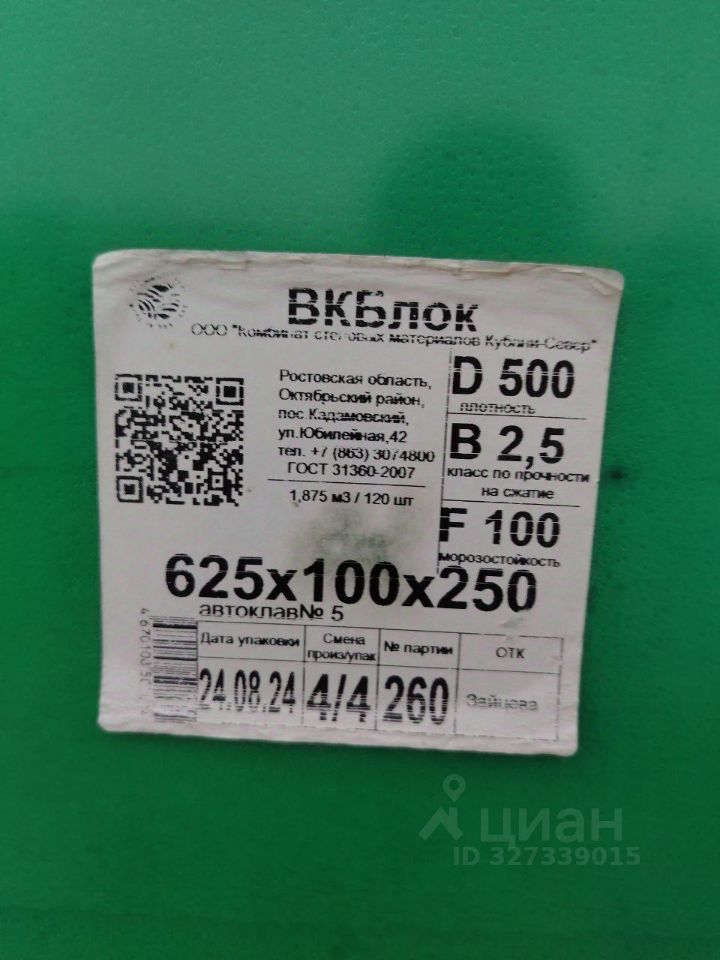 ВКБлок
ООО "Комбинат стеновых материалов Кубани-Север"
Ростовская область,
Октябрьский район,
пос.Кадамовский,
ул.Юбилейная,42
тел. +7 (863) 3074800
ГОСТ 31360-2007
1,875 м3 / 120 шт
D 500
плотность
B 2,5
класс по прочности
на сжатие
F 100
морозостойкость
625x100x250
автоклав№ 5
Дата упаковки
Смена
произ/упак
№ партии
ОТК
24.08.24
4/4
260
Зайцева
циан
ID 327339015